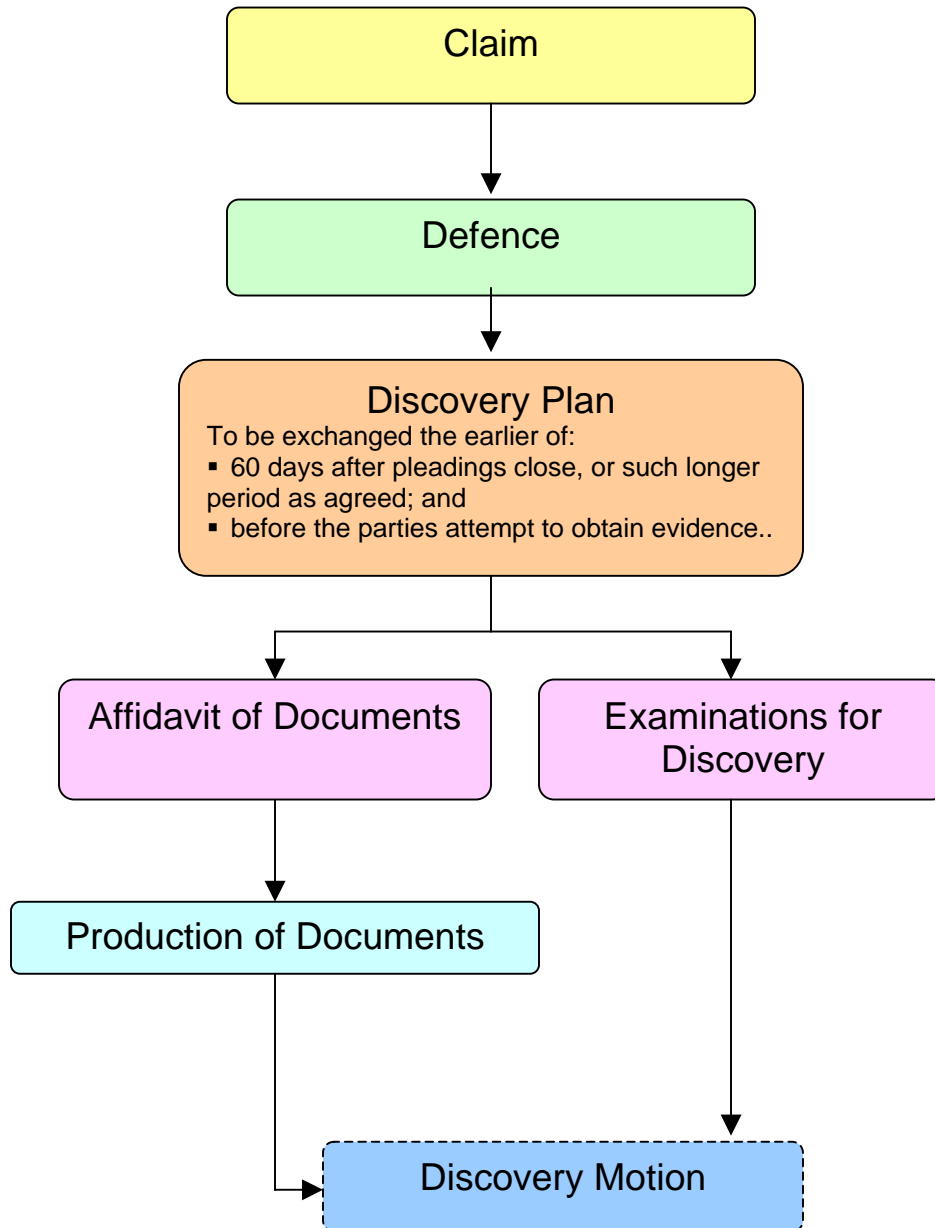 Claim
Defence
Discovery Plan
To be exchanged the earlier of:
▪ 60 days after pleadings close, or such longer
period as agreed; and
▪ before the parties attempt to obtain evidence..
Affidavit of Documents
Examinations for
Discovery
Production of Documents
Discovery Motion